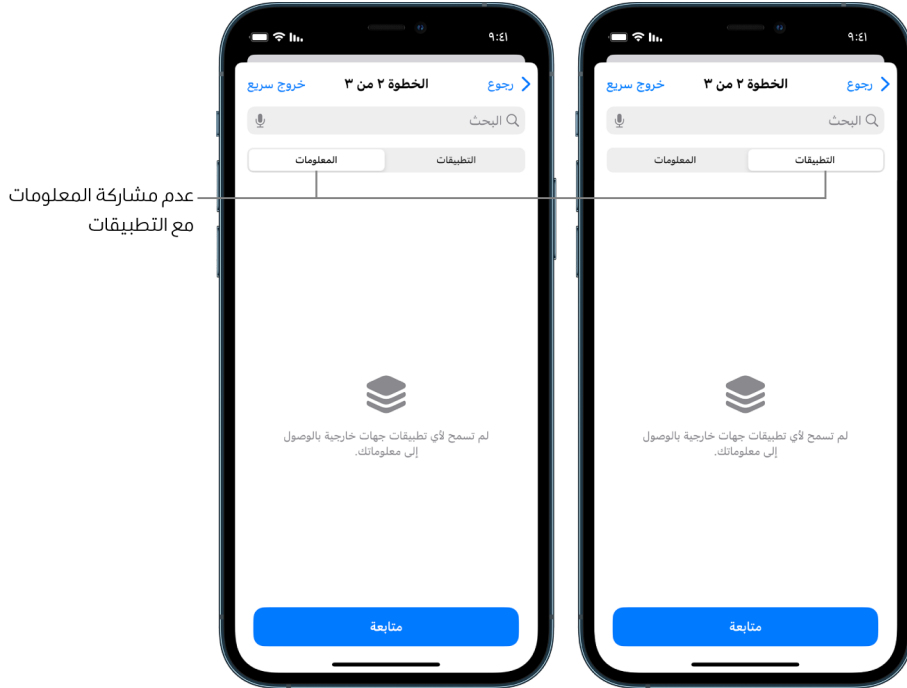 ٩:٤١
رجوع
الخطوة ٢ من ٣
خروج سريع
البحث
التطبيقات
المعلومات
لم تسمح لأي تطبيقات جهات خارجية بالوصول
إلى معلوماتك.
متابعة
٩:٤١
رجوع
الخطوة ٢ من ٣
خروج سريع
البحث
التطبيقات
المعلومات
لم تسمح لأي تطبيقات جهات خارجية بالوصول
إلى معلوماتك.
متابعة
عدم مشاركة المعلومات
مع التطبيقات